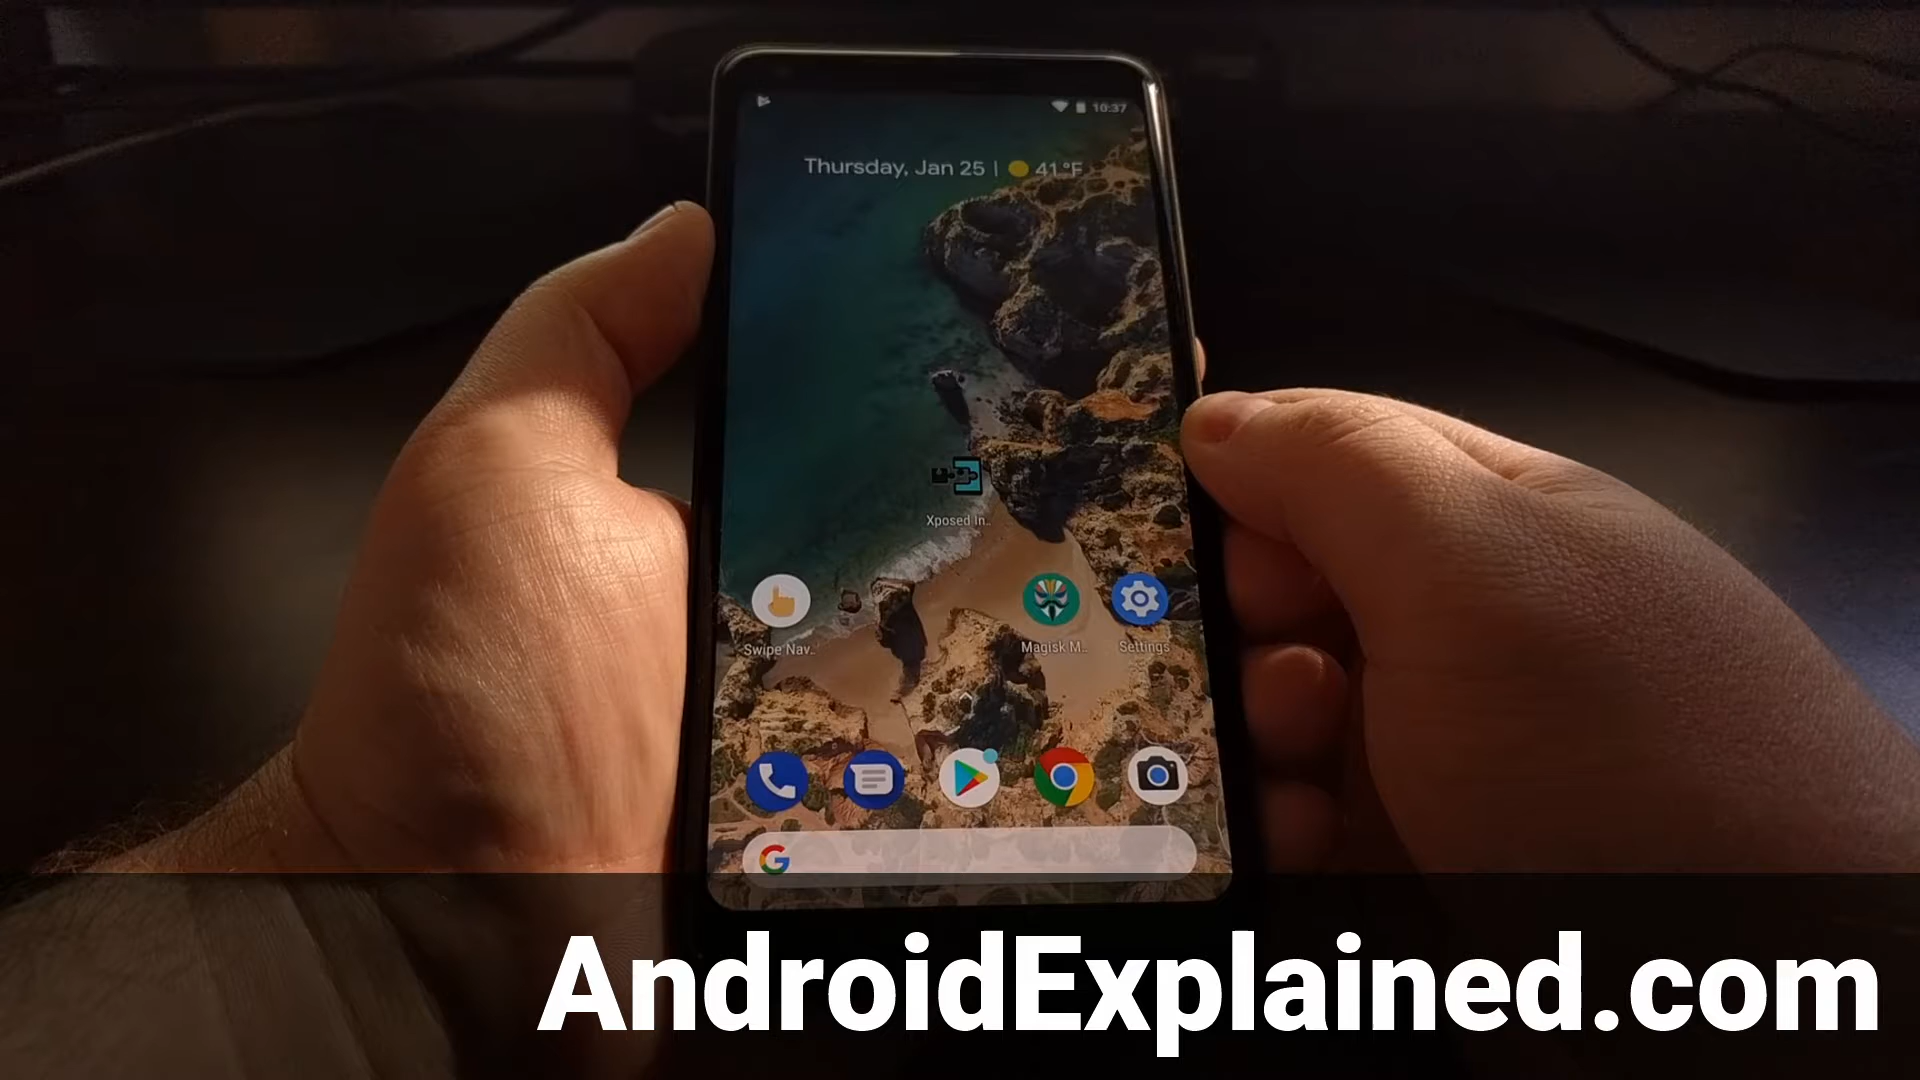 10:37
Thursday, Jan 25 | 41°F
Xposed In..
Swipe Nav..
Magisk M..
Settings
G
AndroidExplained.com